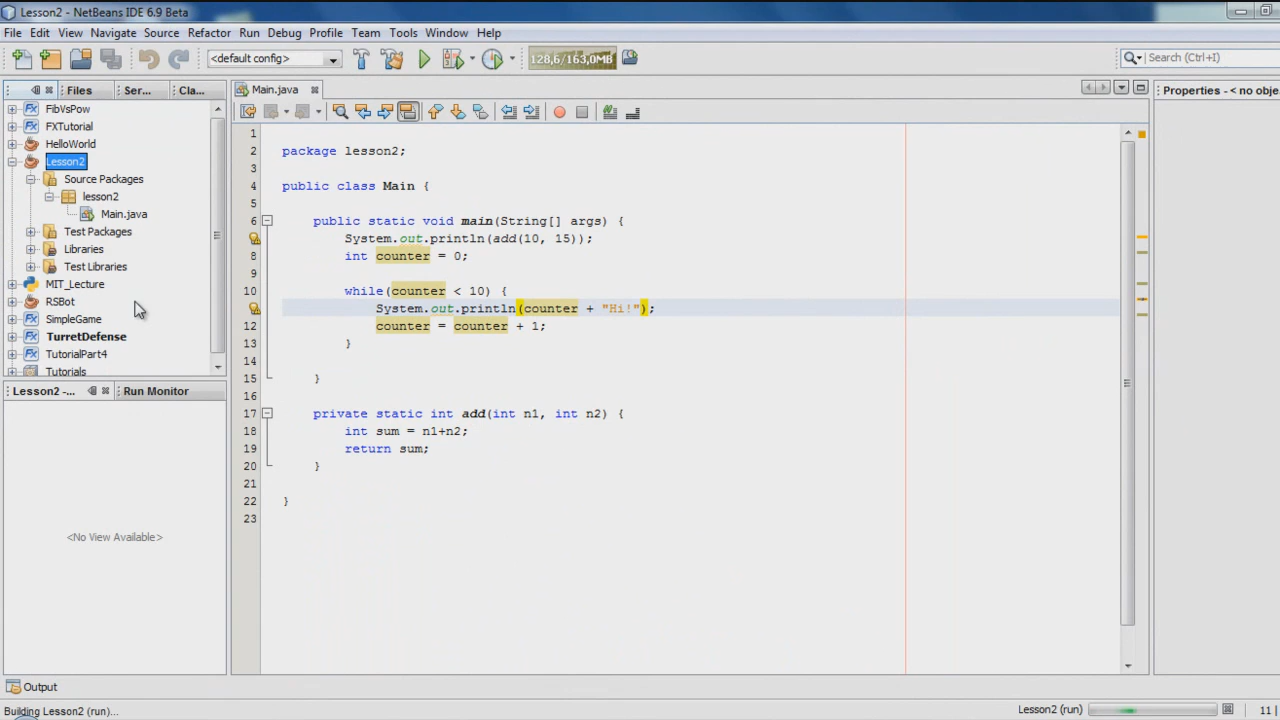 Lesson2 - NetBeans IDE 6.9 Beta
File Edit View Navigate Source Refactor Run Debug Profile Team Tools Window Help
<default config>
128,6/163,0MB
Search (Ctrl+I)
Files
Ser...
Cla...
Main.java
Properties - < no obje...
FibVsPow
FXTutorial
HelloWorld
Lesson2
Source Packages
lesson2
Main.java
Test Packages
Libraries
Test Libraries
MIT_Lecture
RSBot
SimpleGame
TurretDefense
TutorialPart4
Tutorials
Lesson2 -...
Run Monitor
<No View Available>
1
2 package lesson2;
3
4 public class Main {
5
6 public static void main(String[] args) {
System.out.println(add(10, 15));
8 int counter = 0;
9
10 while(counter < 10) {
System.out.println(counter + "Hi!");
12 counter = counter + 1;
13 }
14
15 }
16
17 private static int add(int n1, int n2) {
18 int sum = n1+n2;
19 return sum;
20 }
21
22 }
23
Output
Building Lesson2 (run)...
Lesson2 (run)
11